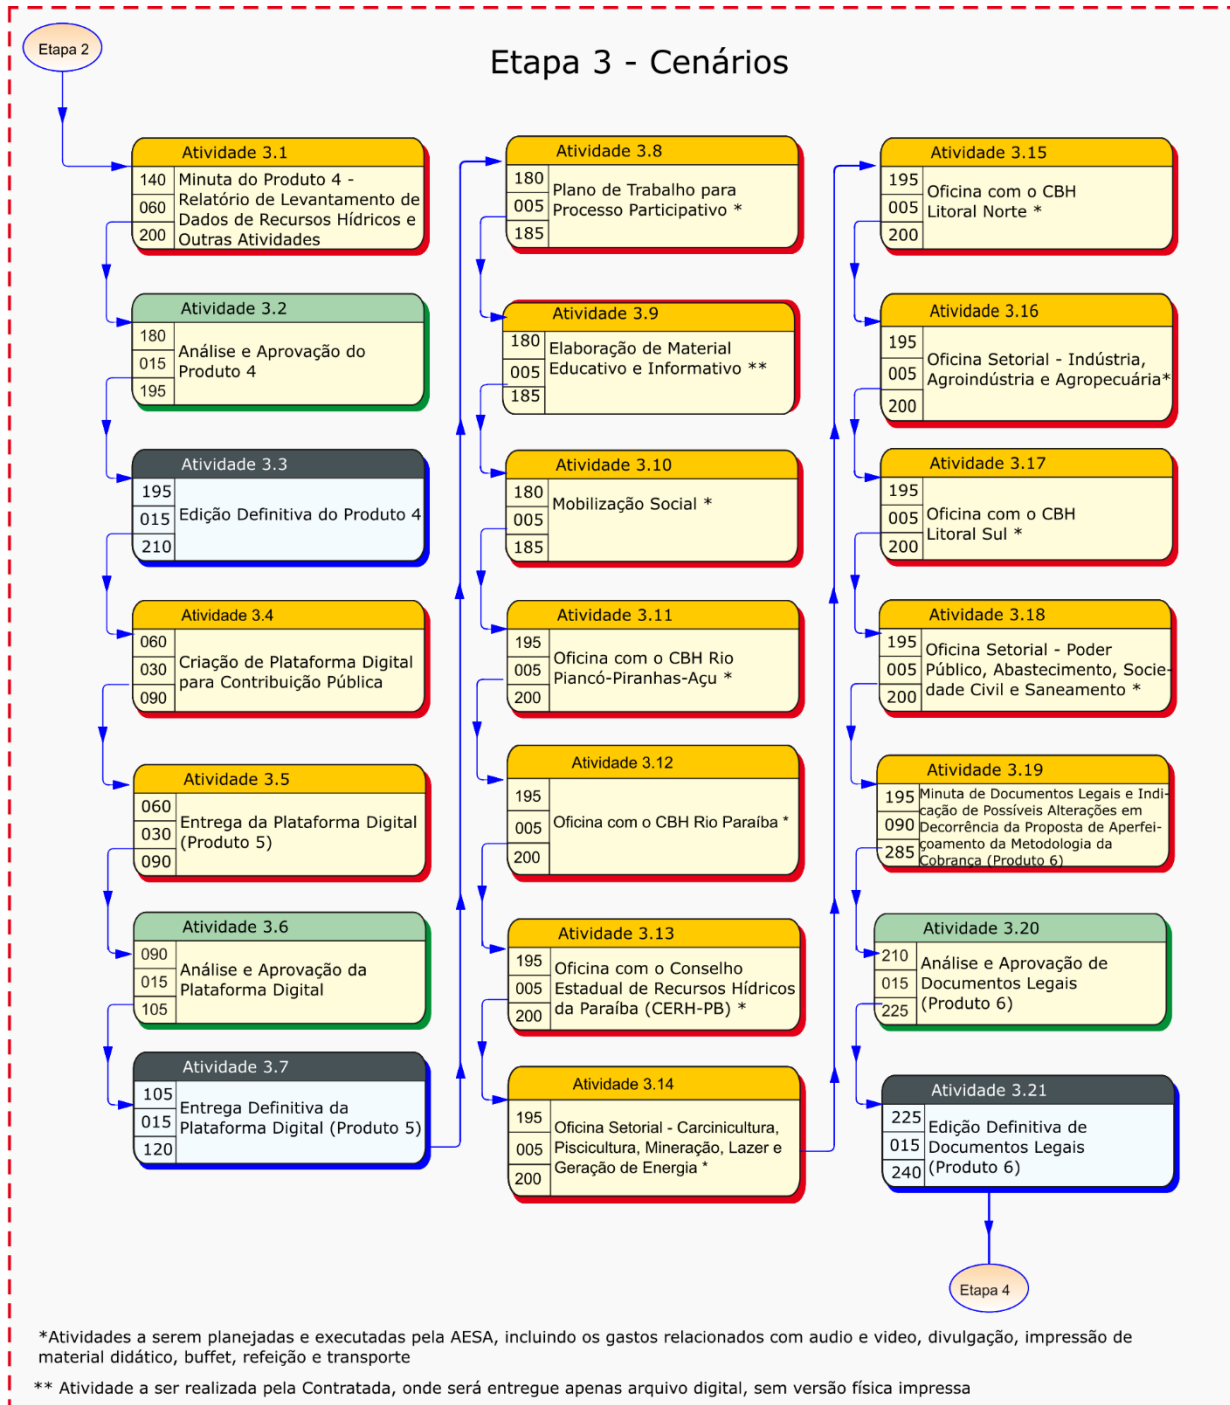 Etapa 2
Etapa 3 - Cenários
Atividade 3.1
140
060
200
Minuta do Produto 4 -
Relatório de Levantamento de
Dados de Recursos Hídricos e
Outras Atividades
Atividade 3.2
180
015
195
Análise e Aprovação do
Produto 4
Atividade 3.3
195
015
210
Edição Definitiva do Produto 4
Atividade 3.4
060
030
090
Criação de Plataforma Digital
para Contribuição Pública
Atividade 3.5
060
030
090
Entrega da Plataforma Digital
(Produto 5)
Atividade 3.6
090
015
105
Análise e Aprovação da
Plataforma Digital
Atividade 3.7
105
015
120
Entrega Definitiva da
Plataforma Digital (Produto 5)
Atividade 3.8
180
005
185
Plano de Trabalho para
Processo Participativo *
Atividade 3.9
180
005
185
Elaboração de Material
Educativo e Informativo **
Atividade 3.10
180
005
185
Mobilização Social *
Atividade 3.11
195
005
200
Oficina com o CBH Rio
Piancó-Piranhas-Açu *
Atividade 3.12
195
005
200
Oficina com o CBH Rio Paraíba *
Atividade 3.13
195
005
200
Oficina com o Conselho
Estadual de Recursos Hídricos
da Paraíba (CERH-PB) *
Atividade 3.14
195
005
200
Oficina Setorial - Carcinicultura,
Piscicultura, Mineração, Lazer e
Geração de Energia *
Atividade 3.15
195
005
200
Oficina com o CBH
Litoral Norte *
Atividade 3.16
195
005
200
Oficina Setorial - Indústria,
Agroindústria e Agropecuária*
Atividade 3.17
195
005
200
Oficina com o CBH
Litoral Sul *
Atividade 3.18
195
005
200
Oficina Setorial - Poder
Público, Abastecimento, Socie-
dade Civil e Saneamento *
Atividade 3.19
195
090
285
Minuta de Documentos Legais e Indi-
cação de Possíveis Alterações em
Decorrência da Proposta de Aperfei-
çoamento da Metodologia da
Cobrança (Produto 6)
Atividade 3.20
210
015
225
Análise e Aprovação de
Documentos Legais
(Produto 6)
Atividade 3.21
225
015
240
Edição Definitiva de
Documentos Legais
(Produto 6)
Etapa 4
*Atividades a serem planejadas e executadas pela AESA, incluindo os gastos relacionados com audio e video, divulgação, impressão de
material didático, buffet, refeição e transporte
** Atividade a ser realizada pela Contratada, onde será entregue apenas arquivo digital, sem versão física impressa